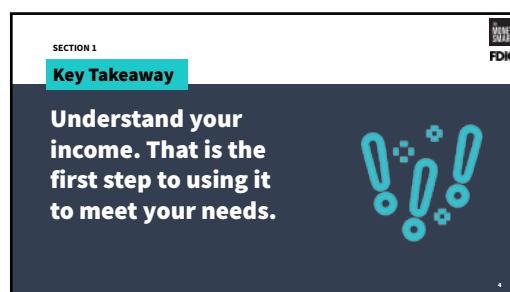 SECTION 1
Key Takeaway
Understand your
income. That is the
first step to using it
to meet your needs.
4